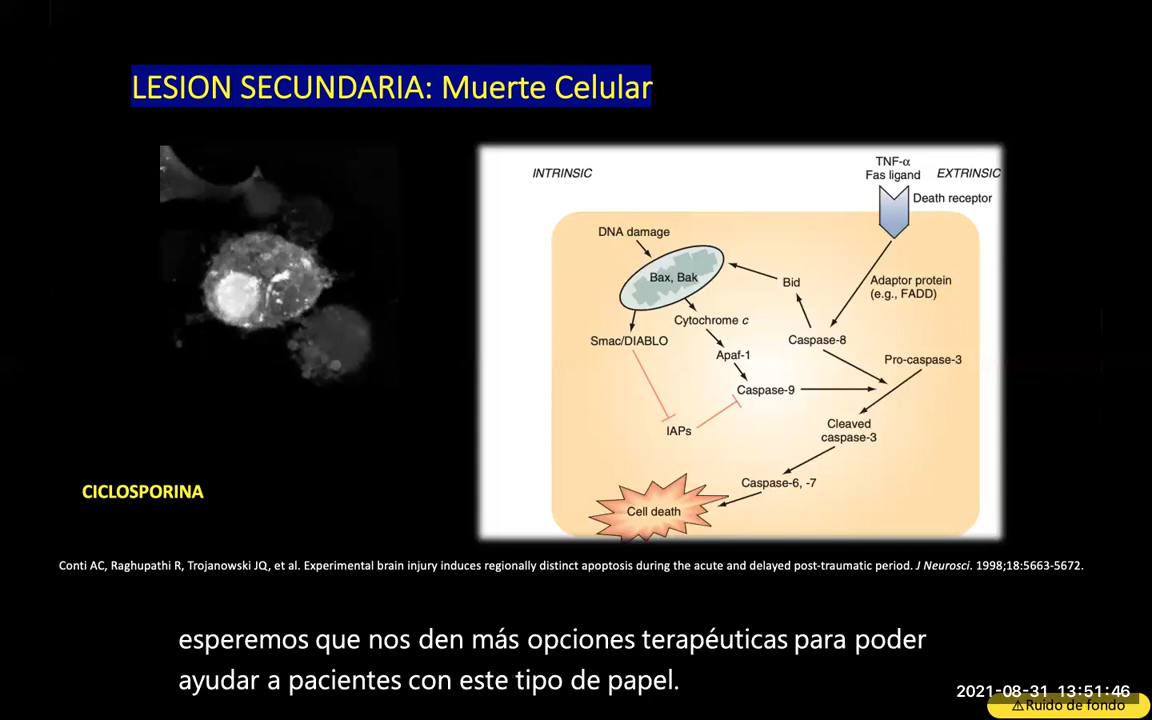 LESION SECUNDARIA: Muerte Celular
INTRINSIC
TNF-α
Fas ligand
EXTRINSIC
Death receptor
DNA damage
Bax, Bak
Bid
Adaptor protein
(e.g., FADD)
Cytochrome c
Smac/DIABLO
Caspase-8
Apaf-1
Pro-caspase-3
Caspase-9
IAPs
Cleaved
caspase-3
Caspase-6, -7
Cell death
CICLOSPORINA
Conti AC, Raghupathi R, Trojanowski JQ, et al. Experimental brain injury induces regionally distinct apoptosis during the acute and delayed post-traumatic period. J Neurosci. 1998;18:5663-5672.
esperemos que nos den más opciones terapéuticas para poder
ayudar a pacientes con este tipo de papel.
2021-08-31 13:51:46
⚠Ruido de fondo